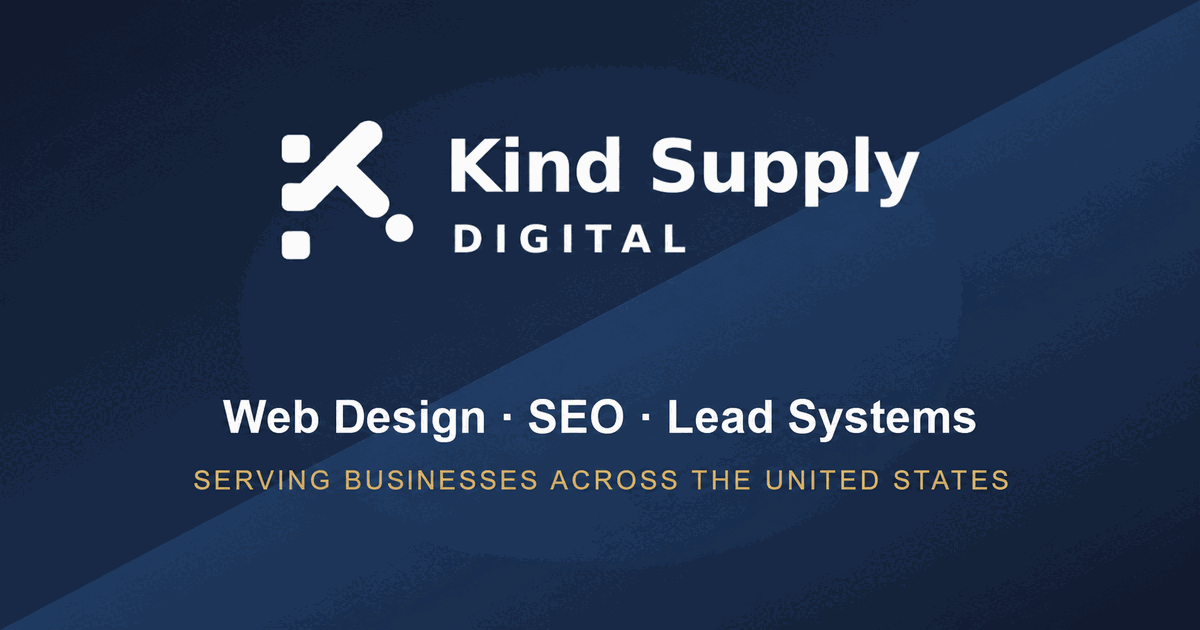 Kind Supply
DIGITAL
Web Design · SEO · Lead Systems
SERVING BUSINESSES ACROSS THE UNITED STATES